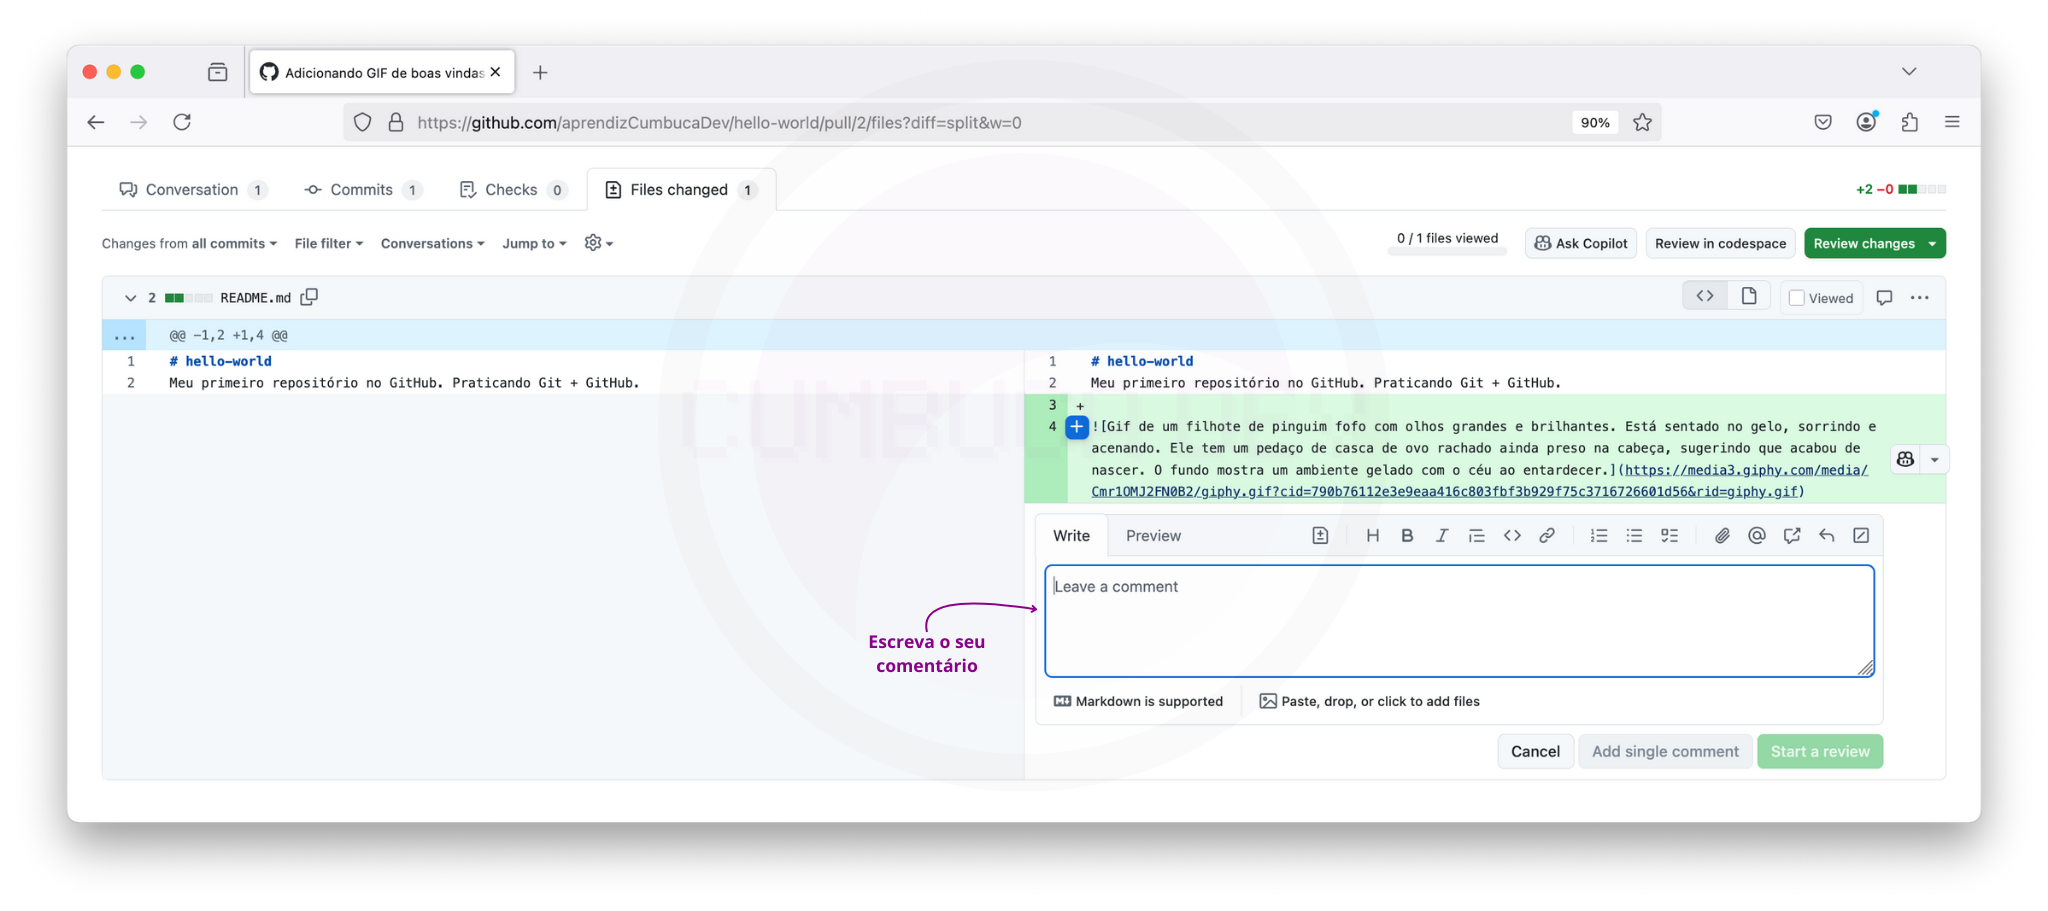 Adicionando GIF de boas vindas
https://github.com/aprendizCumbucaDev/hello-world/pull/2/files?diff=split&w=0
90%
Conversation 1
Commits 1
Checks 0
Files changed 1
+2 −0
Changes from all commits
File filter
Conversations
Jump to
0 / 1 files viewed
Ask Copilot
Review in codespace
Review changes
2 README.md
Viewed
@@ -1,2 +1,4 @@
1 # hello-world
2 Meu primeiro repositório no GitHub. Praticando Git + GitHub.
1 # hello-world
2 Meu primeiro repositório no GitHub. Praticando Git + GitHub.
3 +
4 ![Gif de um filhote de pinguim fofo com olhos grandes e brilhantes. Está sentado no gelo, sorrindo e
acenando. Ele tem um pedaço de casca de ovo rachado ainda preso na cabeça, sugerindo que acabou de
nascer. O fundo mostra um ambiente gelado com o céu ao entardecer.](https://media3.giphy.com/media/
Cmr1OMJ2FN0B2/giphy.gif?cid=790b76112e3e9eaa416c803fbf3b929f75c3716726601d56&rid=giphy.gif)
Write
Preview
Leave a comment
Escreva o seu
comentário
Markdown is supported
Paste, drop, or click to add files
Cancel
Add single comment
Start a review